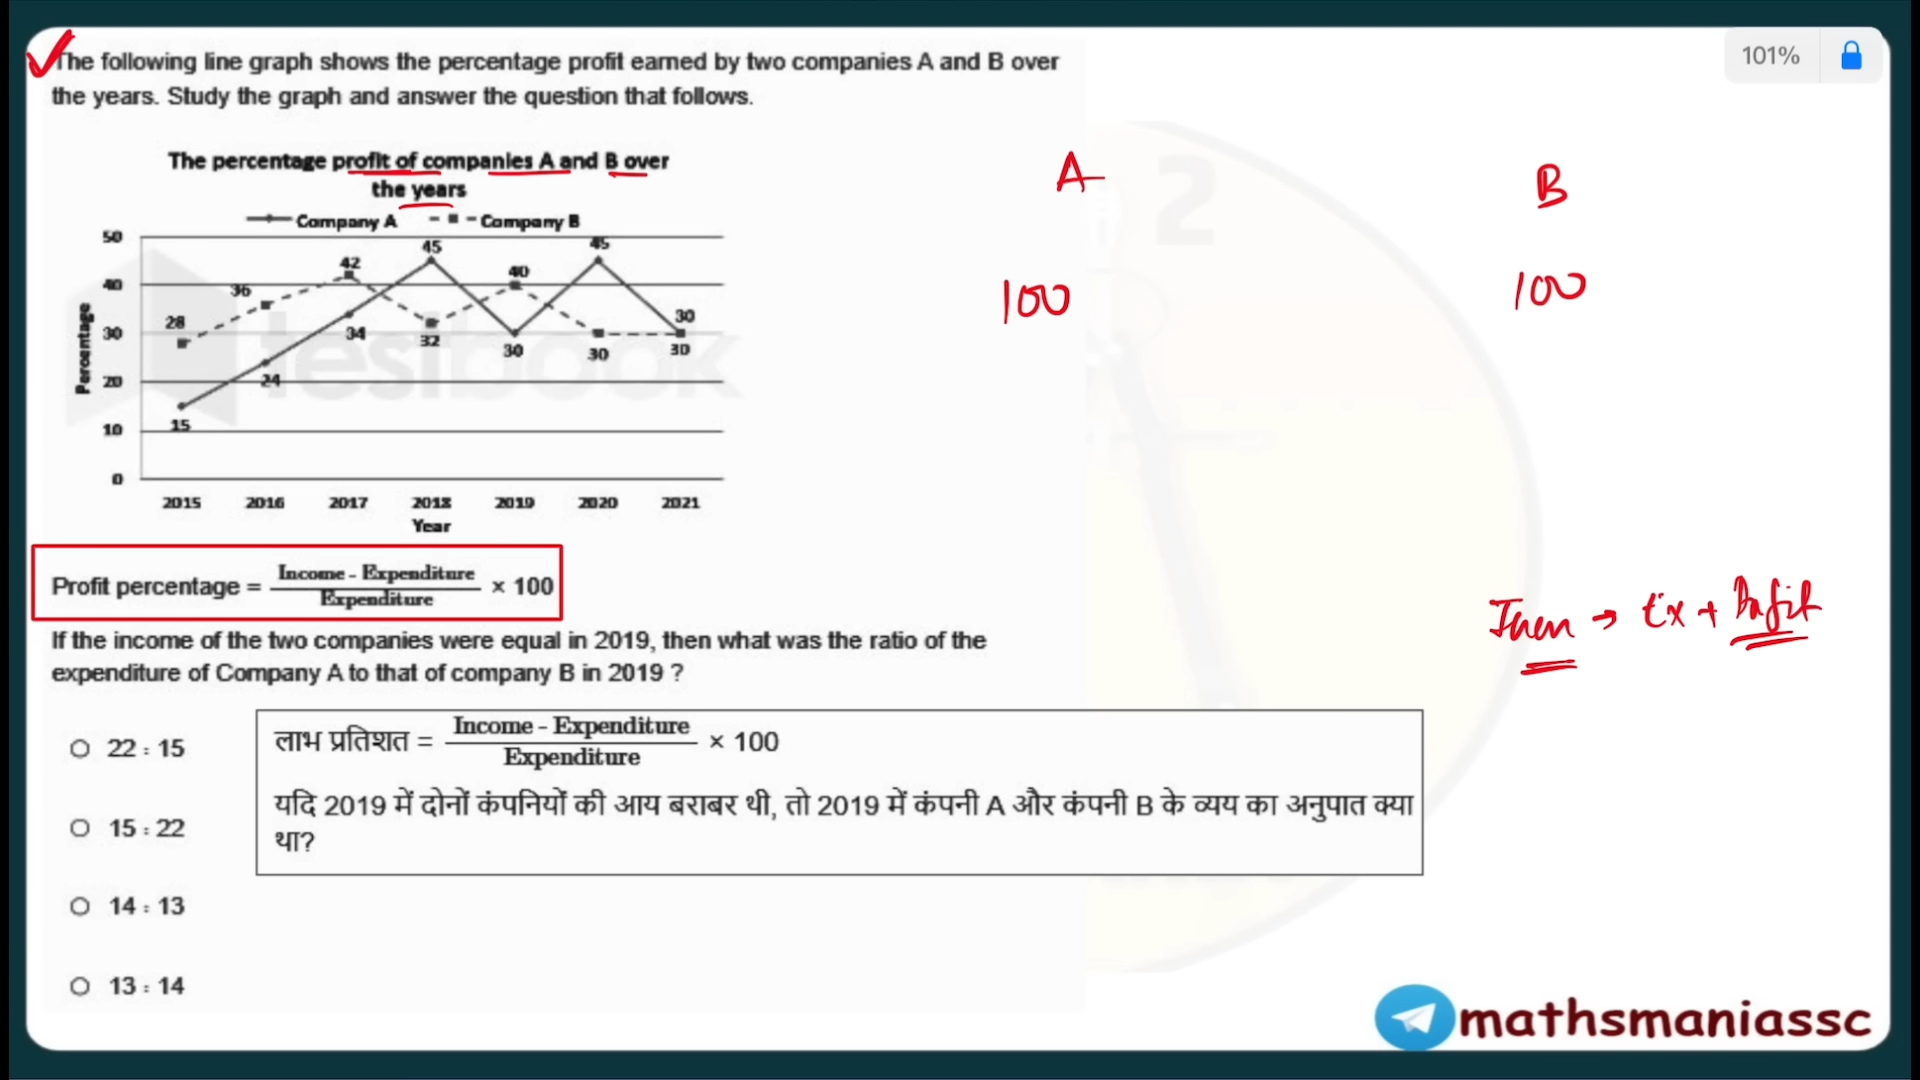 The following line graph shows the percentage profit earned by two companies A and B over
the years. Study the graph and answer the question that follows.
101%
The percentage profit of companies A and B over
the years
Company A Company B
50
40
30
20
10
0
Percentage
28
36
42
45
40
45
30
15
24
34
32
30
30
30
2015 2016 2017 2018 2019 2020 2021
Year
A B
100 100
Profit percentage = Income - Expenditure / Expenditure × 100
If the income of the two companies were equal in 2019, then what was the ratio of the
expenditure of Company A to that of company B in 2019 ?
→ Ex + Profit
22 : 15
15 : 22
14 : 13
13 : 14
लाभ प्रतिशत = Income - Expenditure / Expenditure × 100
यदि 2019 में दोनों कंपनियों की आय बराबर थी, तो 2019 में कंपनी A और कंपनी B के व्यय का अनुपात क्या
था?
mathsmaniassc